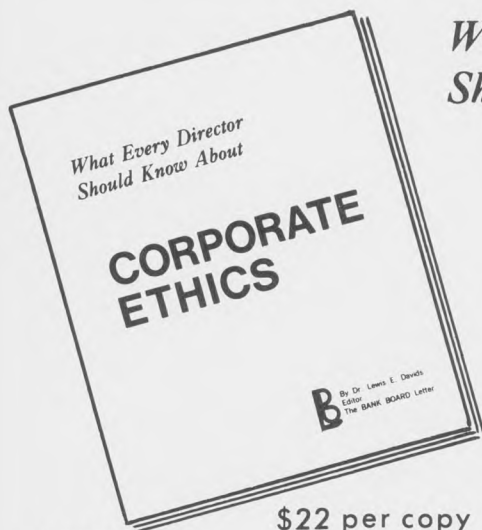 What Every Director
Should Know About
CORPORATE
ETHICS
By Dr. Lewis E. Davids
Editor
The BANK BOARD Letter
$22 per copy